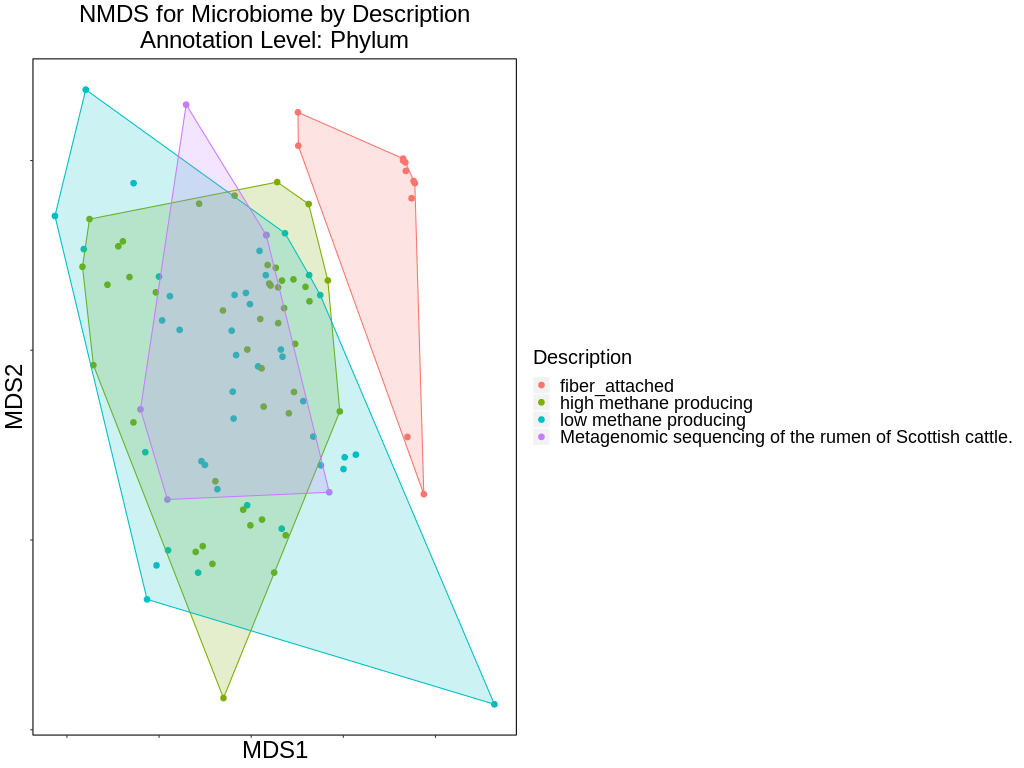 NMDS for Microbiome by Description
Annotation Level: Phylum
MDS2
MDS1
Description
fiber_attached
high methane producing
low methane producing
Metagenomic sequencing of the rumen of Scottish cattle.